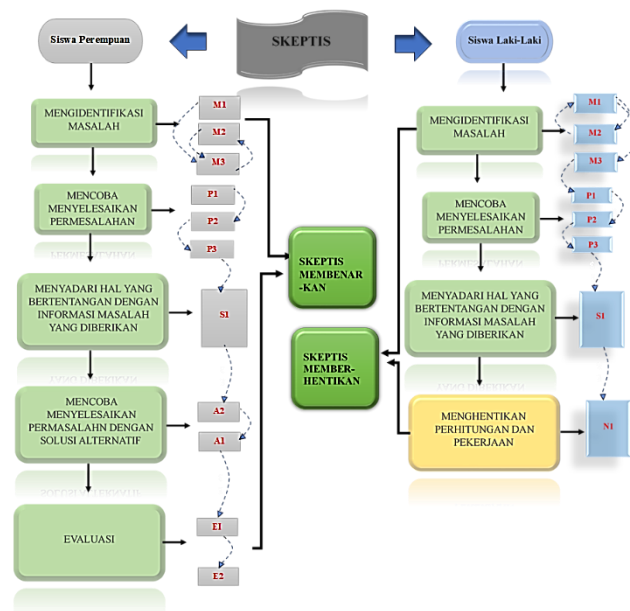 Siswa Perempuan
SKEPTIS
Siswa Laki-Laki
MENGIDENTIFIKASI
MASALAH
M1
M2
M3
MENCOBA
MENYELESAIKAN
PERMESALAHAN
P1
P2
P3
MENYADARI HAL YANG
BERTENTANGAN DENGAN
INFORMASI MASALAH
YANG DIBERIKAN
S1
MENCOBA
MENYELESAIKAN
PERMASALAHN DENGAN
SOLUSI ALTERNATIF
A2
A1
EVALUASI
E1
E2
SKEPTIS
MEMBENAR
-KAN
SKEPTIS
MEMBER-
HENTIKAN
MENGIDENTIFIKASI
MASALAH
M1
M2
M3
MENCOBA
MENYELESAIKAN
PERMESALAHAN
P1
P2
P3
MENYADARI HAL YANG
BERTENTANGAN DENGAN
INFORMASI MASALAH
YANG DIBERIKAN
S1
MENGHENTIKAN
PERHITUNGAN DAN
PEKERJAAN
N1